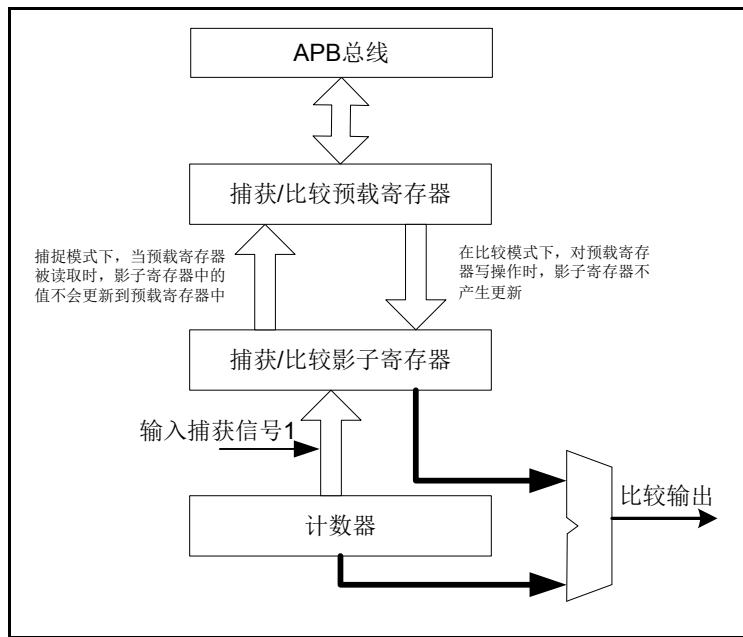 APB总线
捕获/比较预载寄存器
捕捉模式下，当预载寄存器
被读取时，影子寄存器中的
值不会更新到预载寄存器中
在比较模式下，对预载寄存
器写操作时，影子寄存器不
产生更新
捕获/比较影子寄存器
输入捕获信号1
计数器
比较输出